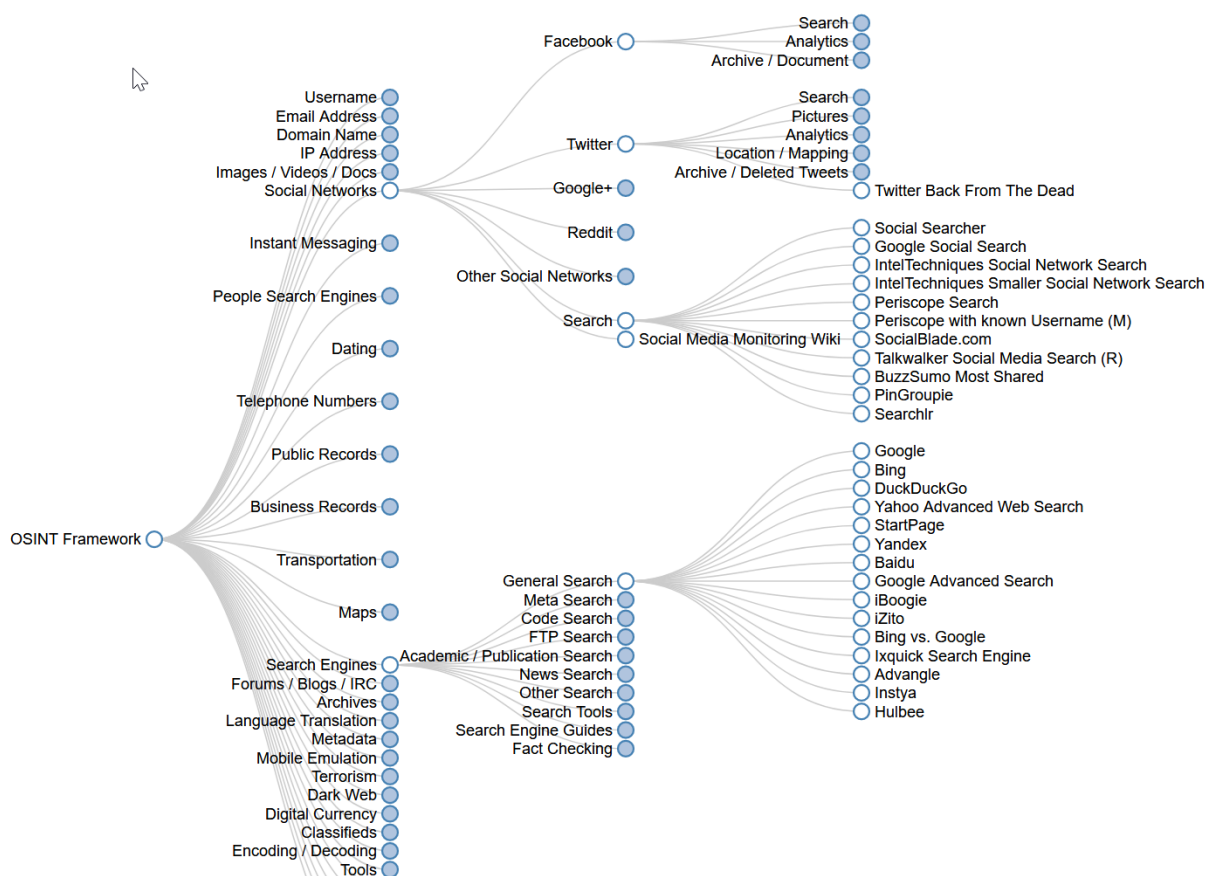 OSINT Framework
Username
Email Address
Domain Name
IP Address
Images / Videos / Docs
Social Networks
Facebook
Search
Analytics
Archive / Document
Twitter
Search
Pictures
Analytics
Location / Mapping
Archive / Deleted Tweets
Twitter Back From The Dead
Google+
Reddit
Other Social Networks
Search
Social Searcher
Google Social Search
IntelTechniques Social Network Search
IntelTechniques Smaller Social Network Search
Periscope Search
Periscope with known Username (M)
SocialBlade.com
Talkwalker Social Media Search (R)
BuzzSumo Most Shared
PinGroupie
Searchlr
Social Media Monitoring Wiki
Instant Messaging
People Search Engines
Dating
Telephone Numbers
Public Records
Business Records
Transportation
Maps
Search Engines
General Search
Google
Bing
DuckDuckGo
Yahoo Advanced Web Search
StartPage
Yandex
Baidu
Google Advanced Search
iBoogie
iZito
Bing vs. Google
Ixquick Search Engine
Advangle
Instya
Hulbee
Meta Search
Code Search
FTP Search
Academic / Publication Search
News Search
Other Search
Search Tools
Search Engine Guides
Fact Checking
Forums / Blogs / IRC
Archives
Language Translation
Metadata
Mobile Emulation
Terrorism
Dark Web
Digital Currency
Classifieds
Encoding / Decoding
Tools